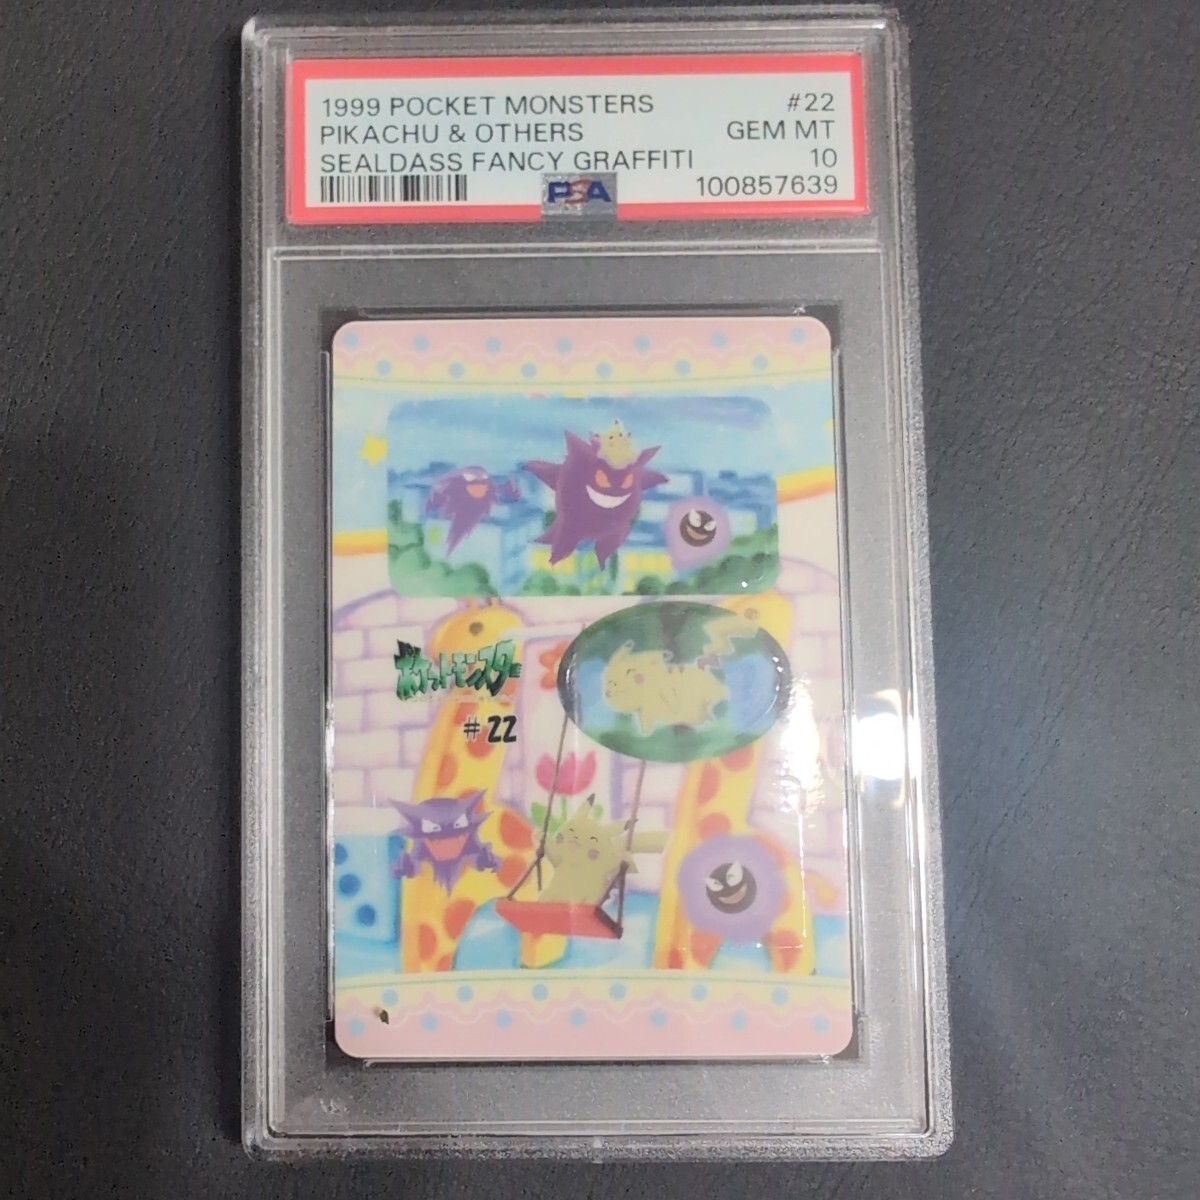 1999 POCKET MONSTERS #22
PIKACHU & OTHERS GEM MT
SEALDASS FANCY GRAFFITI 10
PSA 100857639
ポケットモンスター
#22